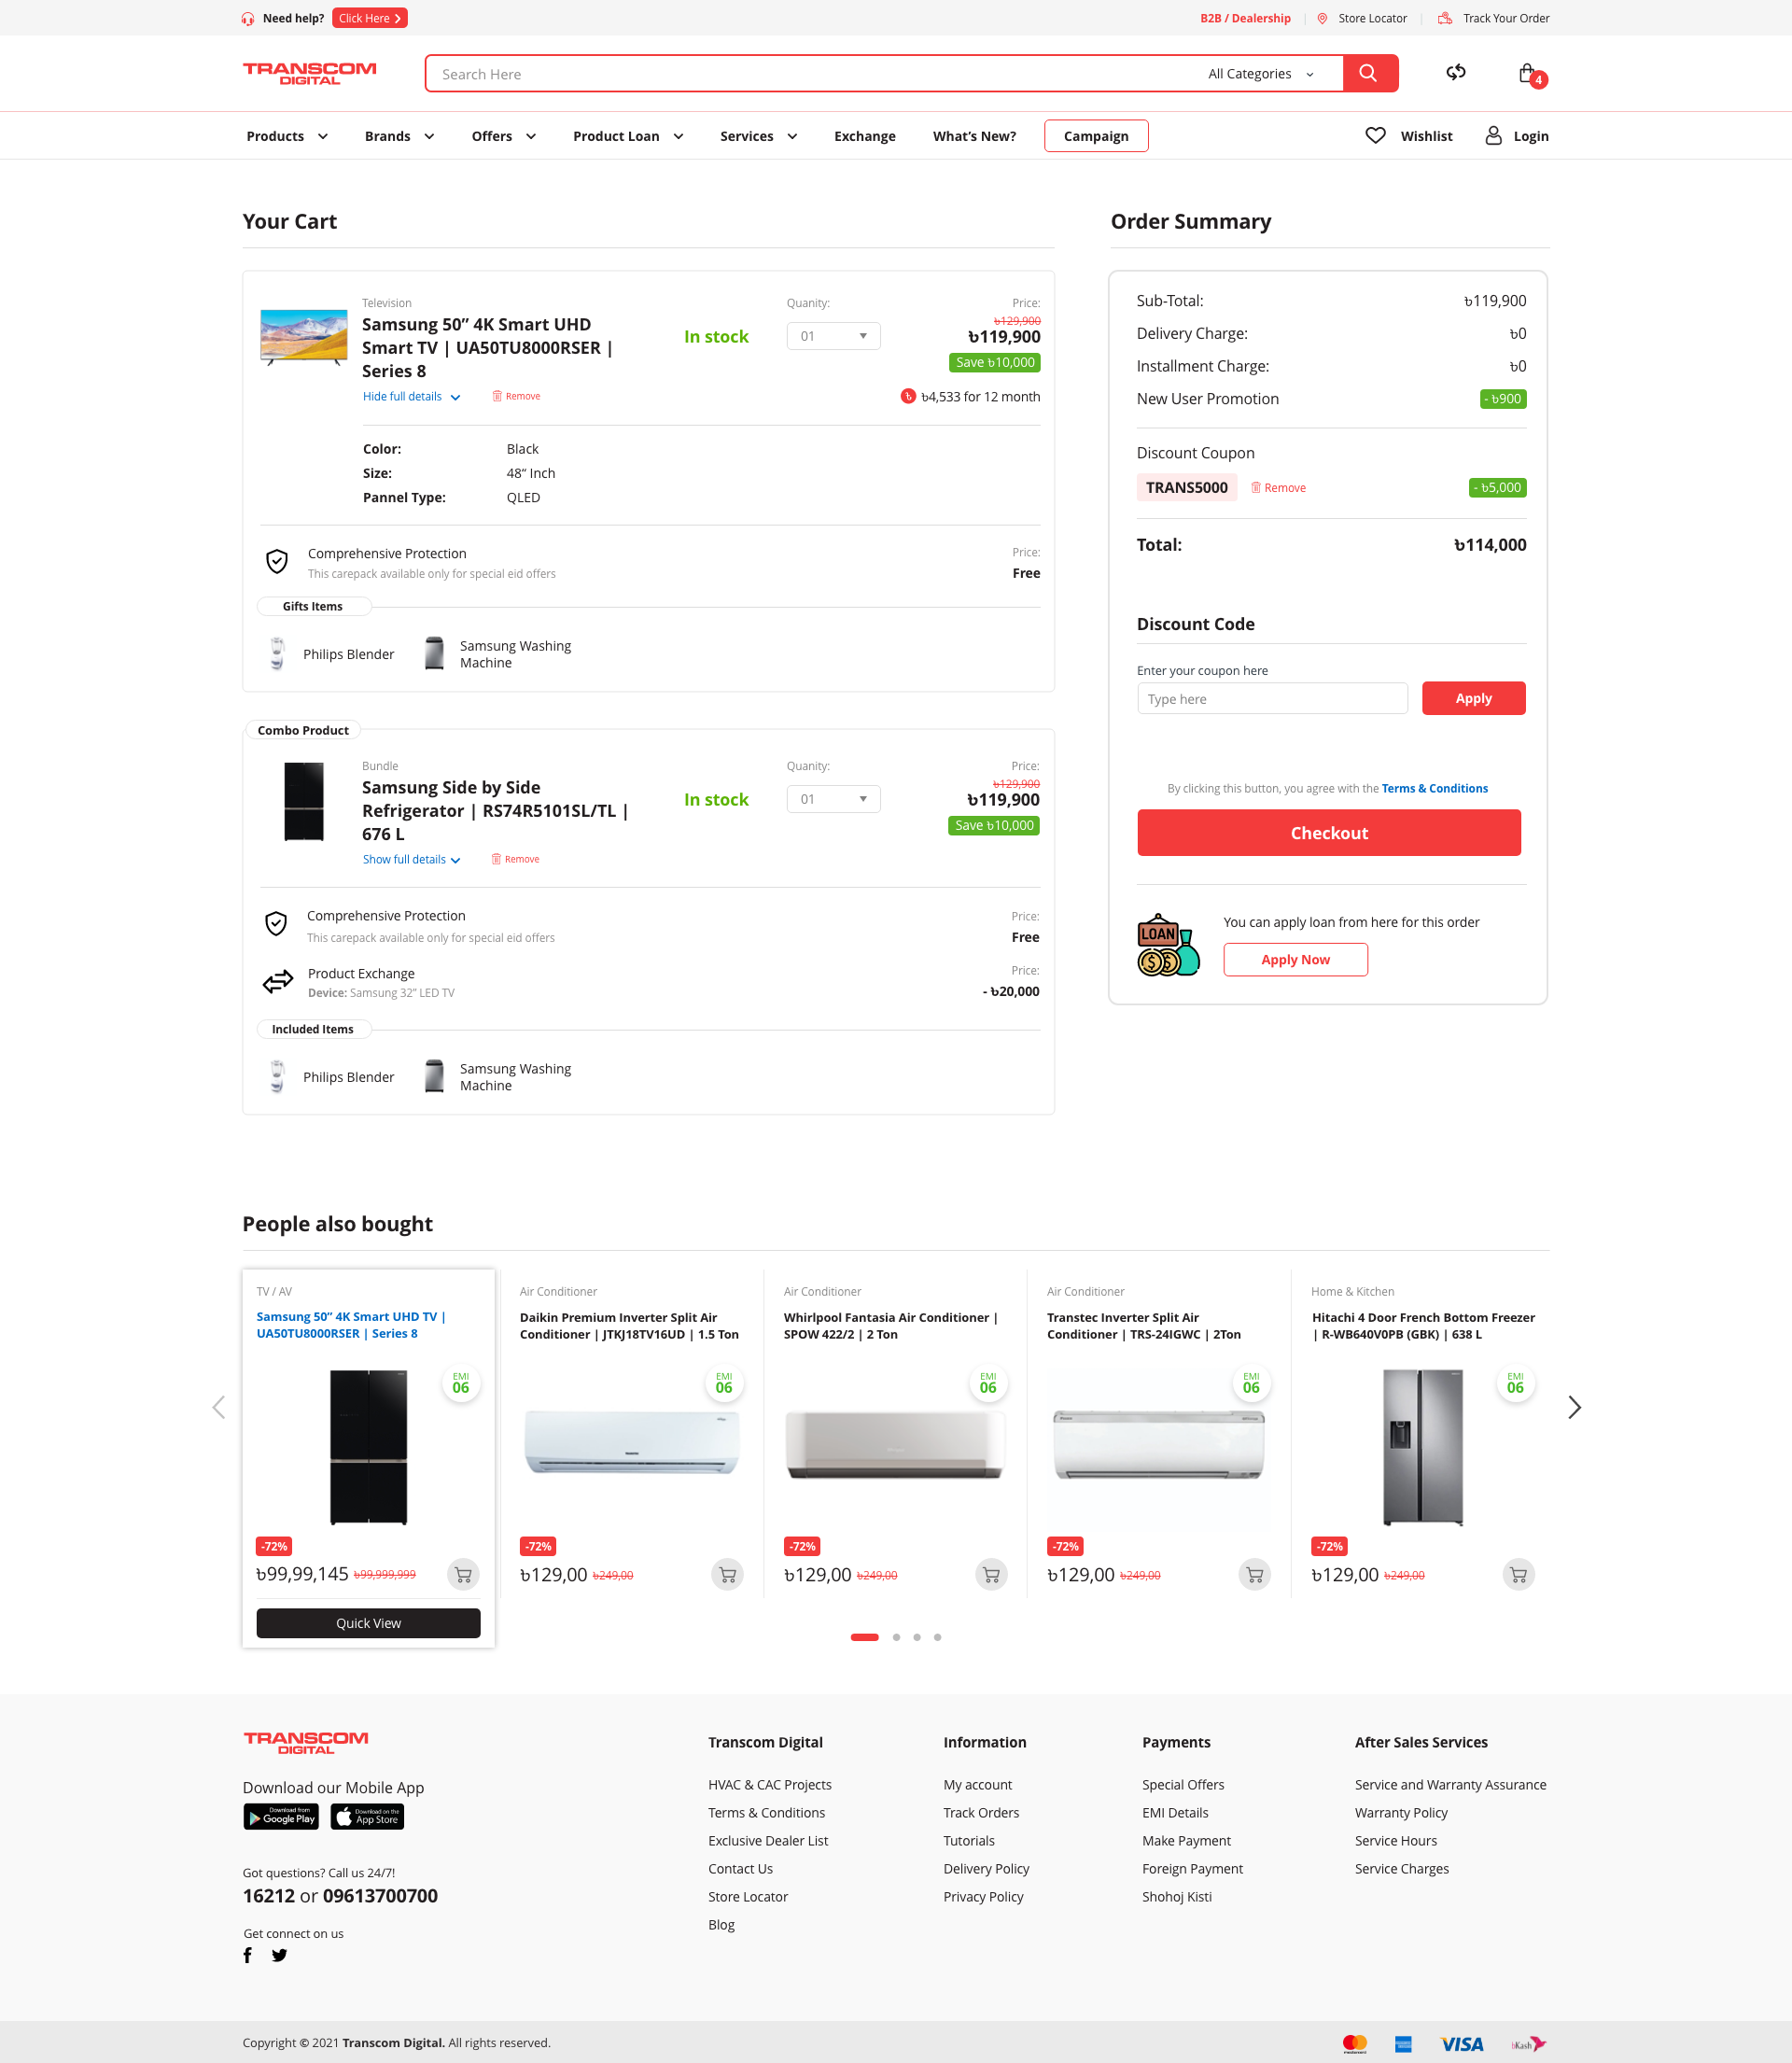 Need help?
Click Here
B2B / Dealership
Store Locator
Track Your Order
TRANSCOM
DIGITAL
Search Here
All Categories
4
Products
Brands
Offers
Product Loan
Services
Exchange
What’s New?
Campaign
Wishlist
Login
Your Cart
Television
Samsung 50” 4K Smart UHD
Smart TV | UA50TU8000RSER |
Series 8
Hide full details
Remove
In stock
Quanity:
01
Price:
৳129,900
৳119,900
Save ৳10,000
৳
৳4,533 for 12 month
Color:
Black
Size:
48” Inch
Pannel Type:
QLED
Comprehensive Protection
This carepack available only for special eid offers
Price:
Free
Gifts Items
Philips Blender
Samsung Washing
Machine
Combo Product
Bundle
Samsung Side by Side
Refrigerator | RS74R5101SL/TL |
676 L
Show full details
Remove
In stock
Quanity:
01
Price:
৳129,900
৳119,900
Save ৳10,000
Comprehensive Protection
This carepack available only for special eid offers
Price:
Free
Product Exchange
Device: Samsung 32” LED TV
Price:
- ৳20,000
Included Items
Philips Blender
Samsung Washing
Machine
Order Summary
Sub-Total:
৳119,900
Delivery Charge:
৳0
Installment Charge:
৳0
New User Promotion
- ৳900
Discount Coupon
TRANS5000
Remove
- ৳5,000
Total:
৳114,000
Discount Code
Enter your coupon here
Type here
Apply
By clicking this button, you agree with the Terms & Conditions
Checkout
LOAN
$
$
You can apply loan from here for this order
Apply Now
People also bought
TV / AV
Samsung 50” 4K Smart UHD TV |
UA50TU8000RSER | Series 8
EMI
06
-72%
৳99,99,145 ৳99,999,999
Quick View
Air Conditioner
Daikin Premium Inverter Split Air
Conditioner | JTKJ18TV16UD | 1.5 Ton
EMI
06
-72%
৳129,00 ৳249,00
Air Conditioner
Whirlpool Fantasia Air Conditioner |
SPOW 422/2 | 2 Ton
EMI
06
-72%
৳129,00 ৳249,00
Air Conditioner
Transtec Inverter Split Air
Conditioner | TRS-24IGWC | 2Ton
EMI
06
-72%
৳129,00 ৳249,00
Home & Kitchen
Hitachi 4 Door French Bottom Freezer
| R-WB640V0PB (GBK) | 638 L
EMI
06
-72%
৳129,00 ৳249,00
TRANSCOM
DIGITAL
Download our Mobile App
Download from
Google Play
Download on the
App Store
Got questions? Call us 24/7!
16212 or 09613700700
Get connect on us
Transcom Digital
HVAC & CAC Projects
Terms & Conditions
Exclusive Dealer List
Contact Us
Store Locator
Blog
Information
My account
Track Orders
Tutorials
Delivery Policy
Privacy Policy
Payments
Special Offers
EMI Details
Make Payment
Foreign Payment
Shohoj Kisti
After Sales Services
Service and Warranty Assurance
Warranty Policy
Service Hours
Service Charges
Copyright © 2021 Transcom Digital. All rights reserved.
VISA
bKash